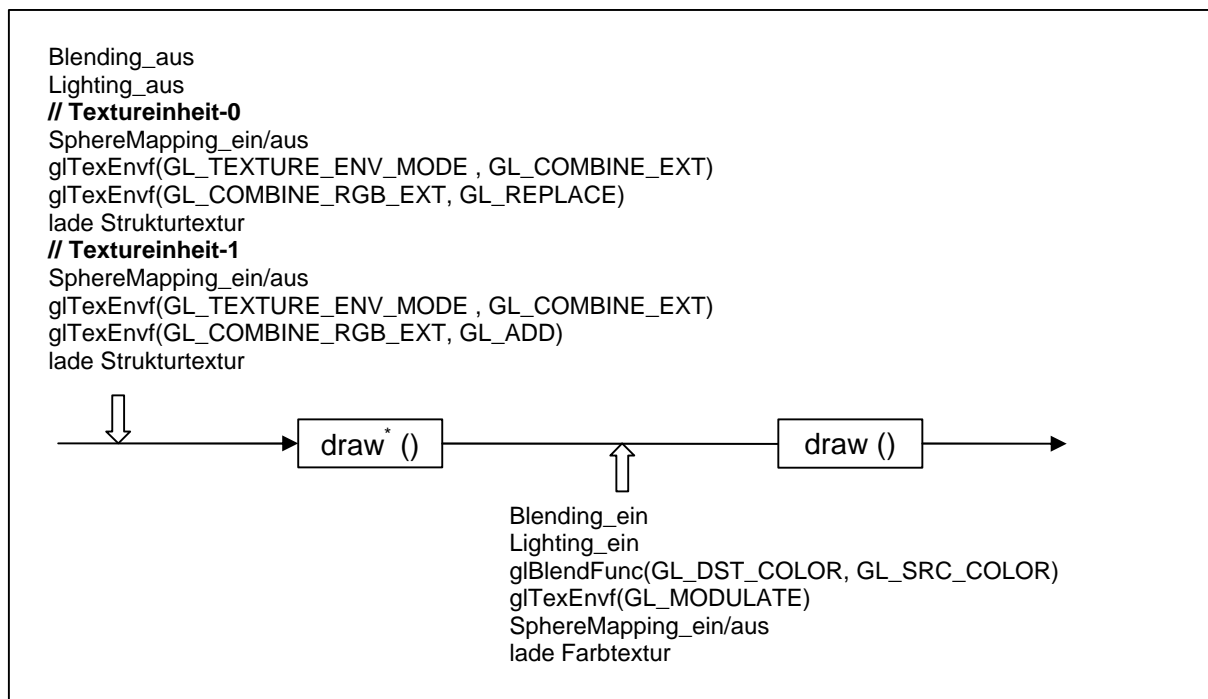 Blending_aus
Lighting_aus
// Textureinheit-0
SphereMapping_ein/aus
glTexEnvf(GL_TEXTURE_ENV_MODE , GL_COMBINE_EXT)
glTexEnvf(GL_COMBINE_RGB_EXT, GL_REPLACE)
lade Strukturtextur
// Textureinheit-1
SphereMapping_ein/aus
glTexEnvf(GL_TEXTURE_ENV_MODE , GL_COMBINE_EXT)
glTexEnvf(GL_COMBINE_RGB_EXT, GL_ADD)
lade Strukturtextur
draw* ()
draw ()
Blending_ein
Lighting_ein
glBlendFunc(GL_DST_COLOR, GL_SRC_COLOR)
glTexEnvf(GL_MODULATE)
SphereMapping_ein/aus
lade Farbtextur